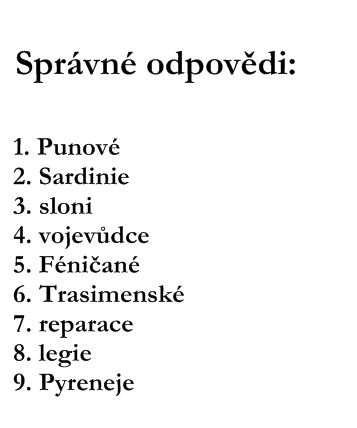 Správné odpovědi:
1. Punové
2. Sardinie
3. sloni
4. vojevůdce
5. Féničané
6. Trasimenské
7. reparace
8. legie
9. Pyreneje